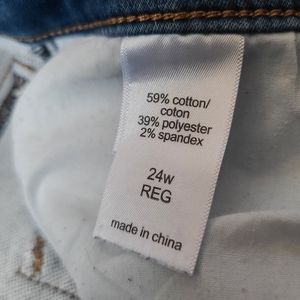 59% cotton/
coton
39% polyester
2% spandex
24w
REG
made in china